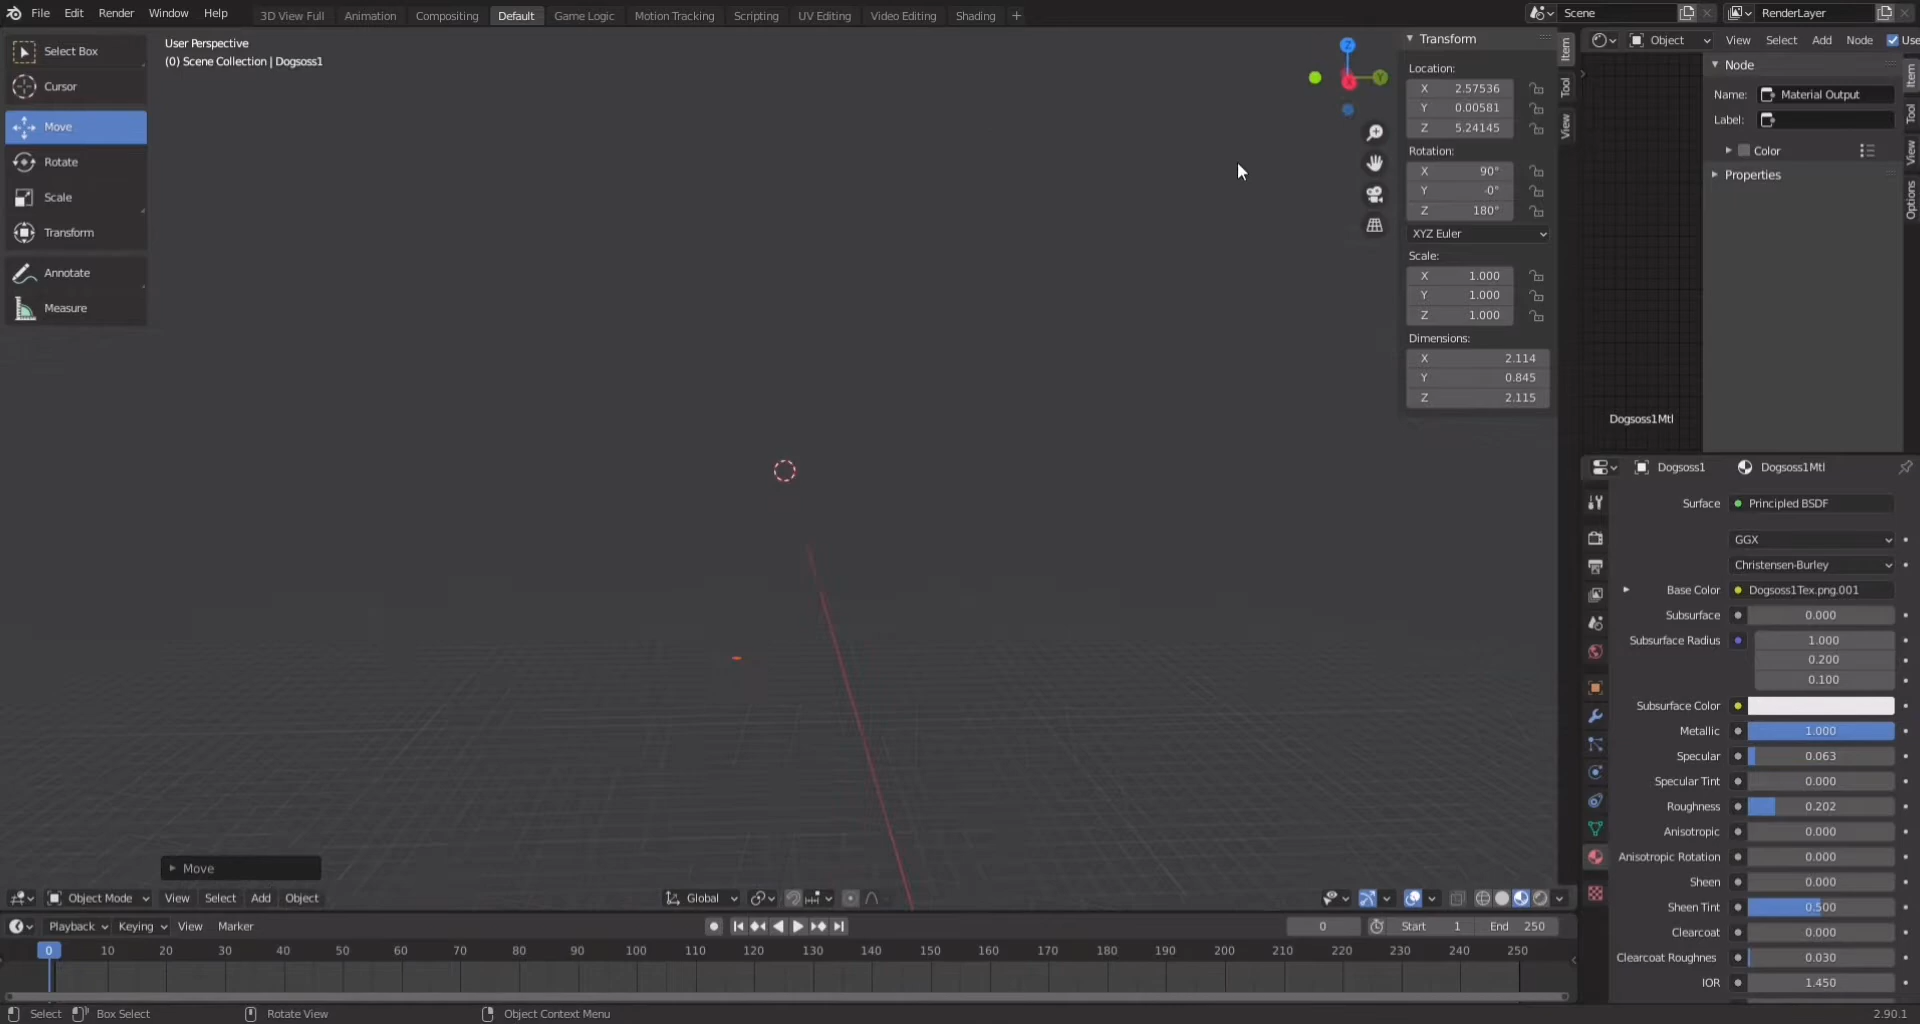 File Edit Render Window Help 3D View Full Animation Compositing Default Game Logic Motion Tracking Scripting UV Editing Video Editing Shading + Scene RenderLayer
Select Box
Cursor
Move
Rotate
Scale
Transform
Annotate
Measure
User Perspective
(0) Scene Collection | Dogsoss1
Z
X
Y
Transform
Location:
X 2.57536
Y 0.00581
Z 5.24145
Rotation:
X 90°
Y -0°
Z 180°
XYZ Euler
Scale:
X 1.000
Y 1.000
Z 1.000
Dimensions:
X 2.114
Y 0.845
Z 2.115
Item
Tool
View
Object View Select Add Node Use
Node
Name: Material Output
Label:
Color
Properties
Item
Tool
View
Options
Dogsoss1Mtl
Dogsoss1 Dogsoss1Mtl
Surface Principled BSDF
GGX
Christensen-Burley
Base Color Dogsoss1Tex.png.001
Subsurface 0.000
Subsurface Radius 1.000
0.200
0.100
Subsurface Color
Metallic 1.000
Specular 0.063
Specular Tint 0.000
Roughness 0.202
Anisotropic 0.000
Anisotropic Rotation 0.000
Sheen 0.000
Sheen Tint 0.500
Clearcoat 0.000
Clearcoat Roughnes 0.030
IOR 1.450
Move
Object Mode View Select Add Object Global
Playback Keying View Marker 0 Start 1 End 250
0 10 20 30 40 50 60 70 80 90 100 110 120 130 140 150 160 170 180 190 200 210 220 230 240 250
Select Box Select Rotate View Object Context Menu 2.90.1